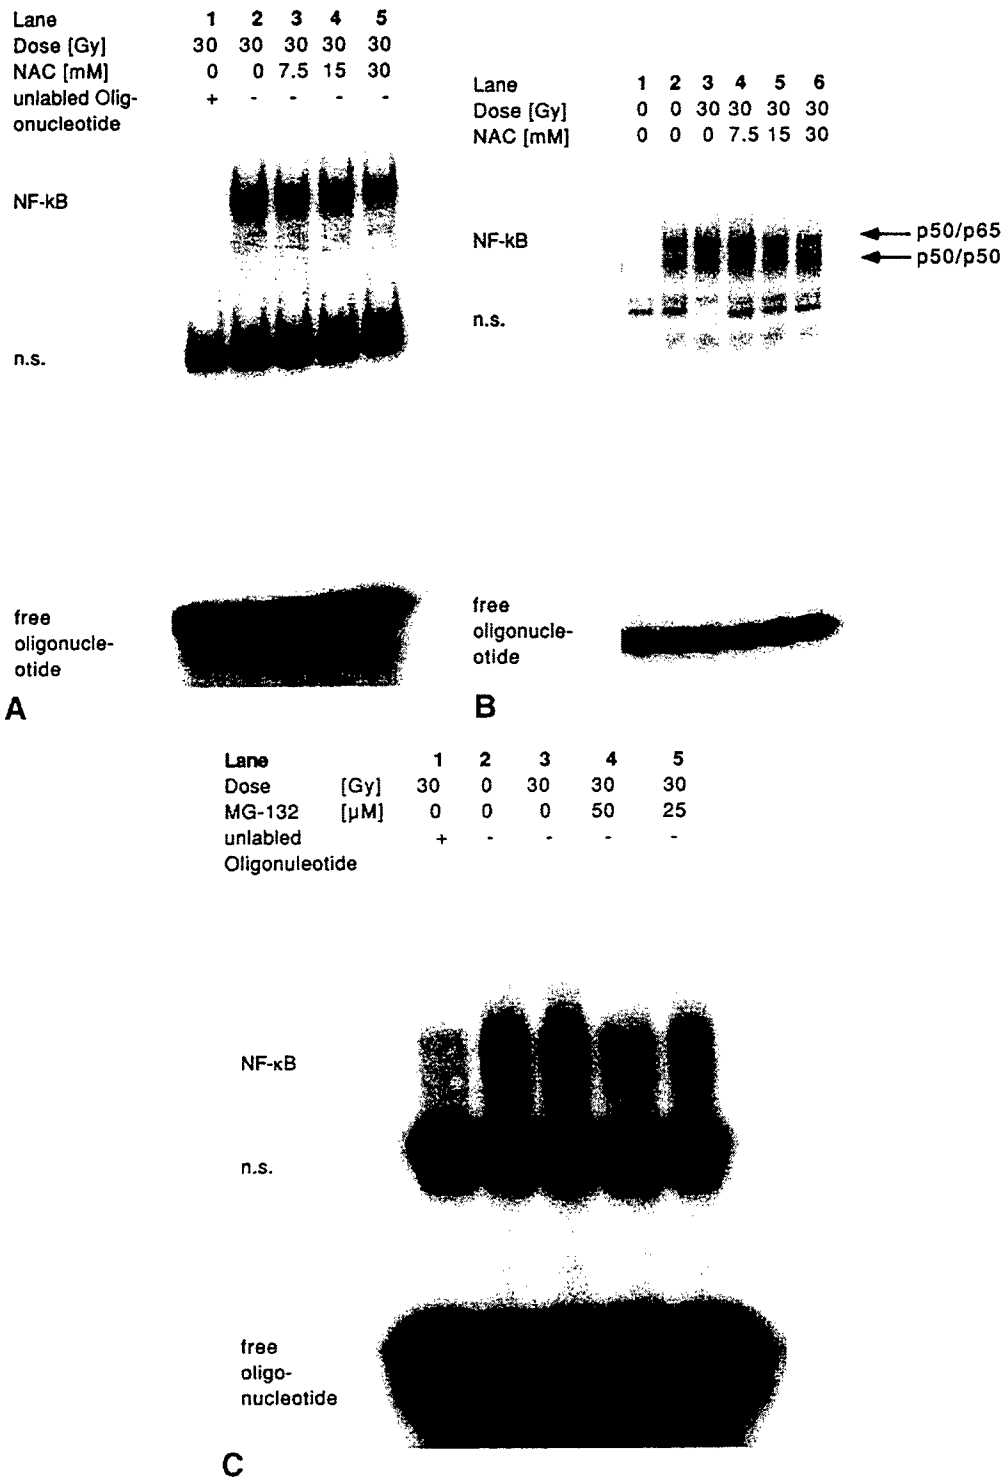 Lane 1 2 3 4 5
Dose [Gy] 30 30 30 30 30
NAC [mM] 0 0 7.5 15 30
unlabled Olig- + - - - -
onucleotide
NF-kB
n.s.
free
oligonucle-
otide
A
Lane 1 2 3 4 5 6
Dose [Gy] 0 0 30 30 30 30
NAC [mM] 0 0 0 7.5 15 30
p50/p65
NF-kB
p50/p50
n.s.
free
oligonucle-
otide
B
Lane 1 2 3 4 5
Dose [Gy] 30 0 30 30 30
MG-132 [μM] 0 0 0 50 25
unlabled + - - - -
Oligonuleotide
NF-κB
n.s.
free
oligo-
nucleotide
C